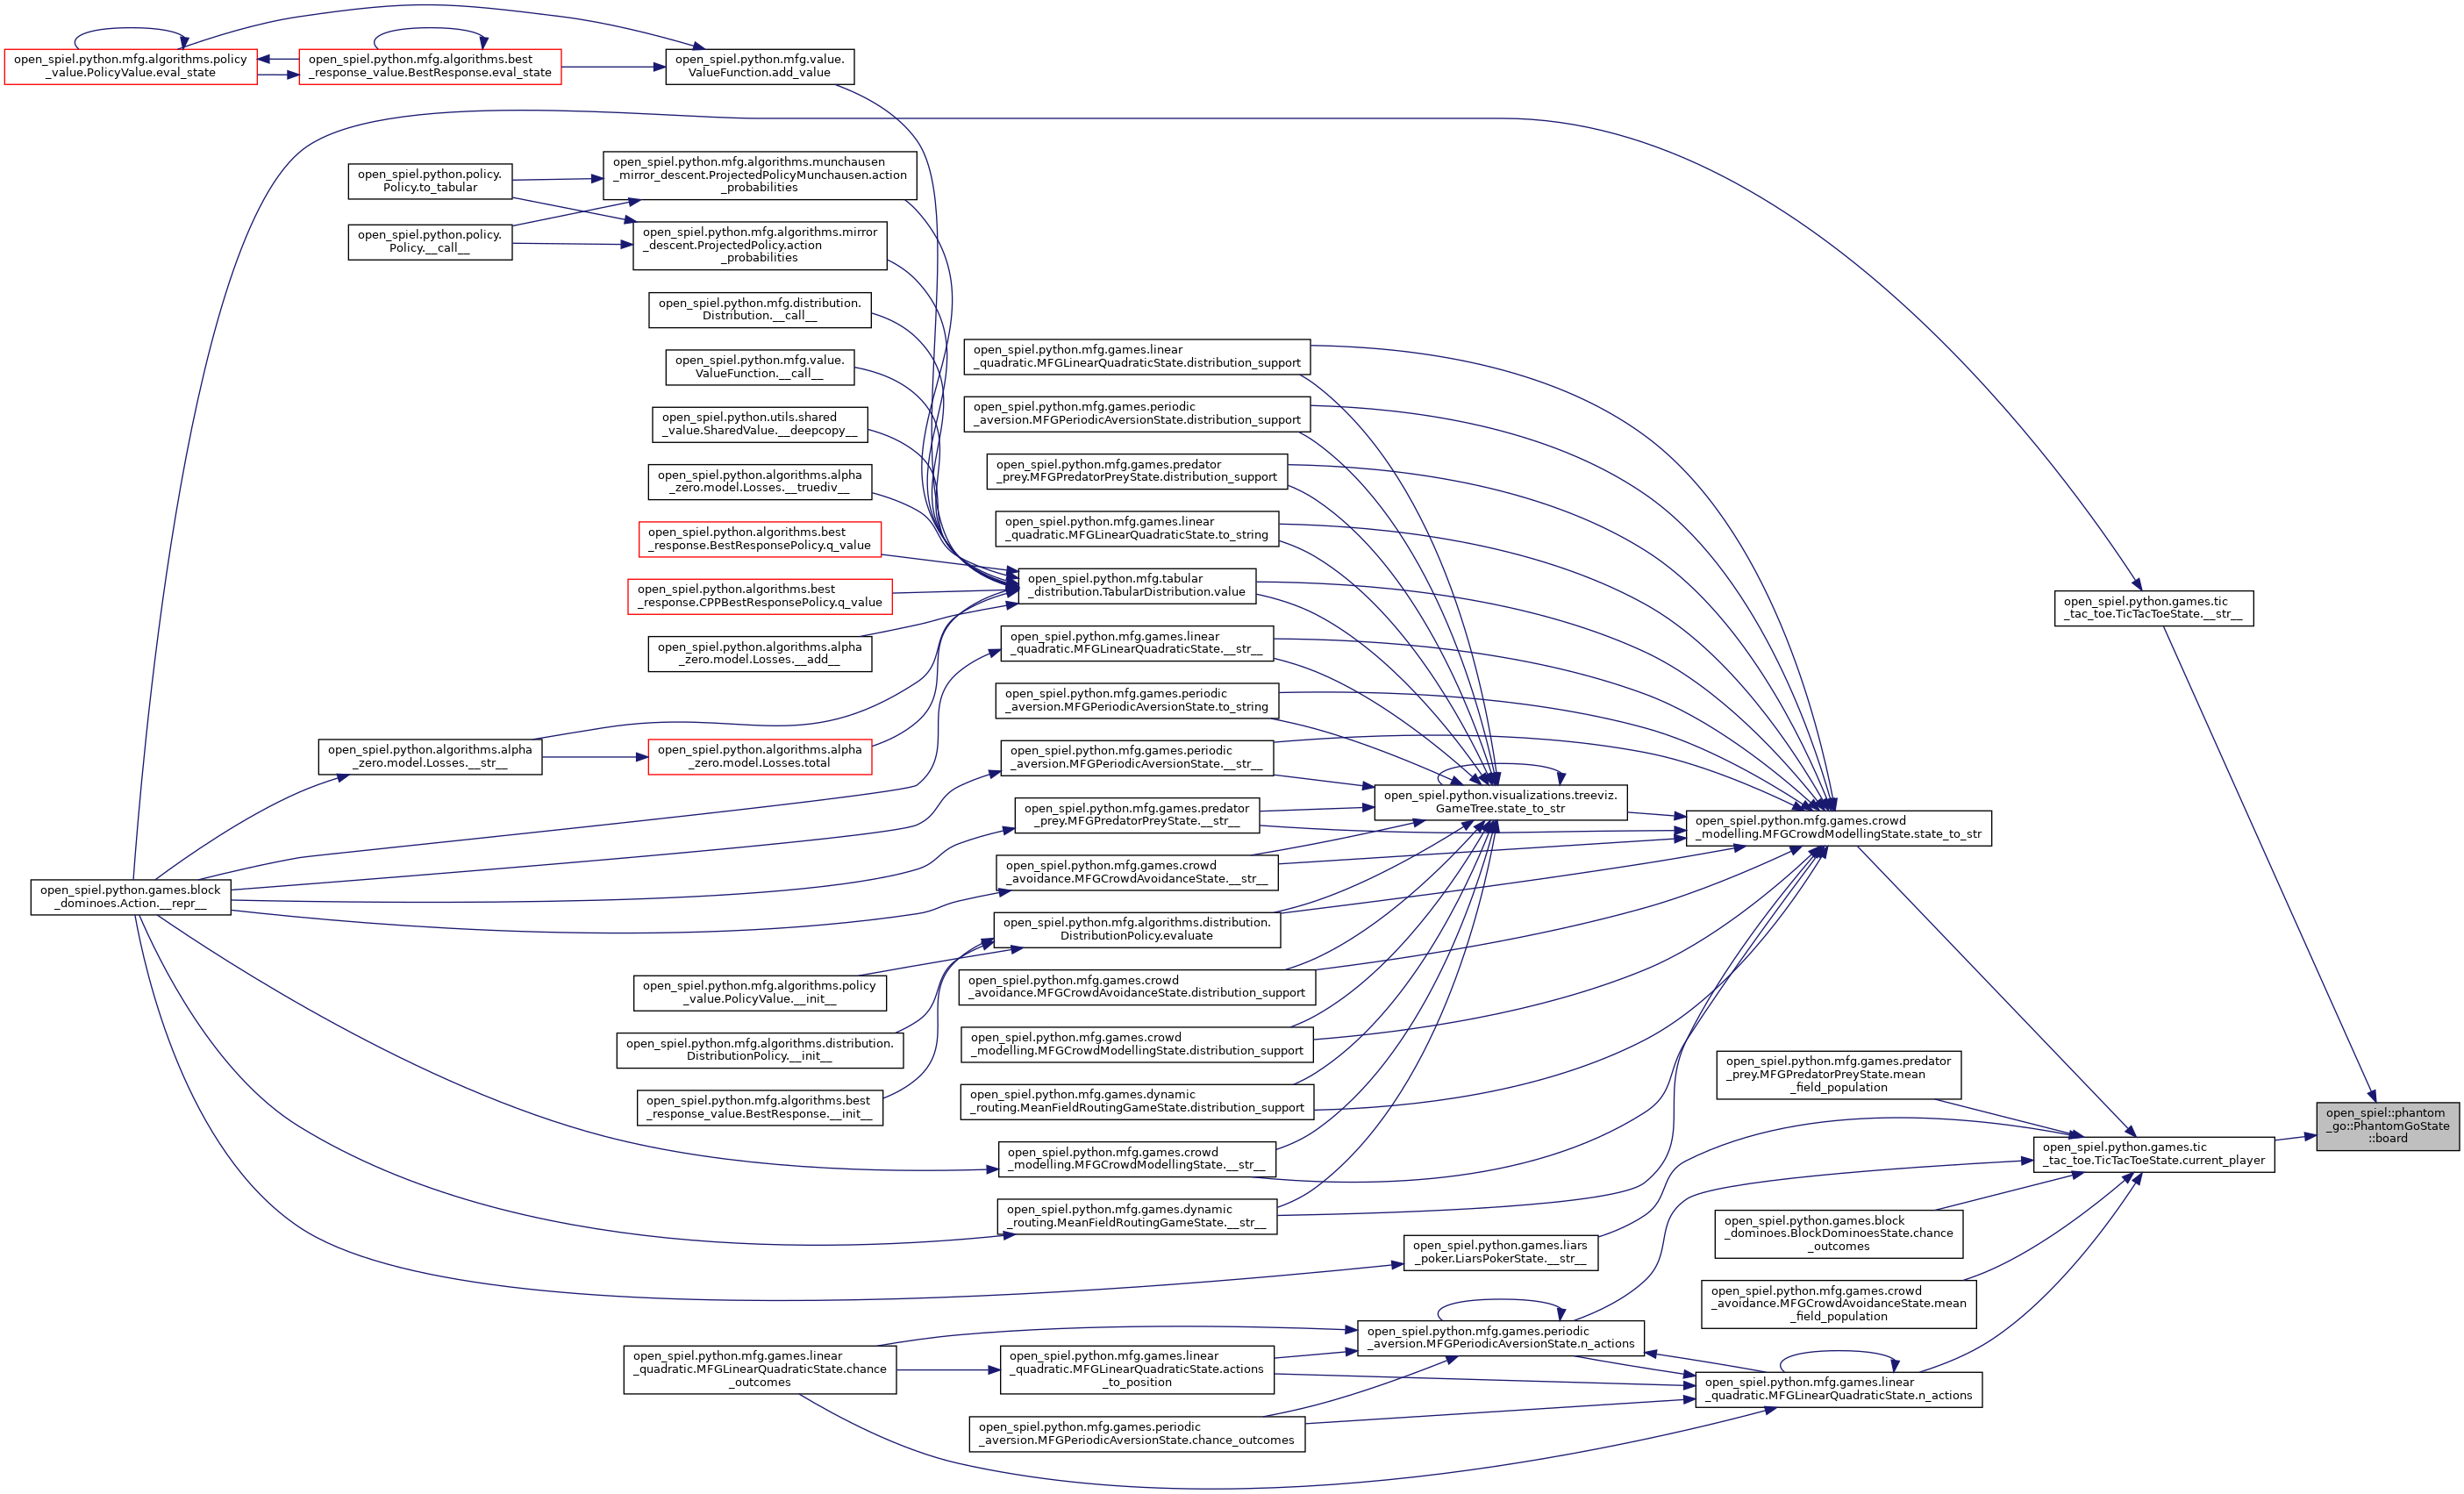 open_spiel.python.mfg.algorithms.policy
_value.PolicyValue.eval_state
open_spiel.python.mfg.algorithms.best
_response_value.BestResponse.eval_state
open_spiel.python.mfg.value.
ValueFunction.add_value
open_spiel.python.policy.
Policy.to_tabular
open_spiel.python.mfg.algorithms.munchausen
_mirror_descent.ProjectedPolicyMunchausen.action
_probabilities
open_spiel.python.policy.
Policy.__call__
open_spiel.python.mfg.algorithms.mirror
_descent.ProjectedPolicy.action
_probabilities
open_spiel.python.mfg.distribution.
Distribution.__call__
open_spiel.python.mfg.value.
ValueFunction.__call__
open_spiel.python.utils.shared
_value.SharedValue.__deepcopy__
open_spiel.python.algorithms.alpha
_zero.model.Losses.__truediv__
open_spiel.python.algorithms.best
_response.BestResponsePolicy.q_value
open_spiel.python.algorithms.best
_response.CPPBestResponsePolicy.q_value
open_spiel.python.algorithms.alpha
_zero.model.Losses.__add__
open_spiel.python.algorithms.alpha
_zero.model.Losses.__str__
open_spiel.python.algorithms.alpha
_zero.model.Losses.total
open_spiel.python.games.block
_dominoes.Action.__repr__
open_spiel.python.mfg.algorithms.policy
_value.PolicyValue.__init__
open_spiel.python.mfg.algorithms.distribution.
DistributionPolicy.__init__
open_spiel.python.mfg.algorithms.best
_response_value.BestResponse.__init__
open_spiel.python.mfg.games.linear
_quadratic.MFGLinearQuadraticState.chance
_outcomes
open_spiel.python.mfg.games.linear
_quadratic.MFGLinearQuadraticState.distribution_support
open_spiel.python.mfg.games.periodic
_aversion.MFGPeriodicAversionState.distribution_support
open_spiel.python.mfg.games.predator
_prey.MFGPredatorPreyState.distribution_support
open_spiel.python.mfg.games.linear
_quadratic.MFGLinearQuadraticState.to_string
open_spiel.python.mfg.tabular
_distribution.TabularDistribution.value
open_spiel.python.mfg.games.linear
_quadratic.MFGLinearQuadraticState.__str__
open_spiel.python.mfg.games.periodic
_aversion.MFGPeriodicAversionState.to_string
open_spiel.python.mfg.games.periodic
_aversion.MFGPeriodicAversionState.__str__
open_spiel.python.mfg.games.predator
_prey.MFGPredatorPreyState.__str__
open_spiel.python.mfg.games.crowd
_avoidance.MFGCrowdAvoidanceState.__str__
open_spiel.python.mfg.algorithms.distribution.
DistributionPolicy.evaluate
open_spiel.python.mfg.games.crowd
_avoidance.MFGCrowdAvoidanceState.distribution_support
open_spiel.python.mfg.games.crowd
_modelling.MFGCrowdModellingState.distribution_support
open_spiel.python.mfg.games.dynamic
_routing.MeanFieldRoutingGameState.distribution_support
open_spiel.python.mfg.games.crowd
_modelling.MFGCrowdModellingState.__str__
open_spiel.python.mfg.games.dynamic
_routing.MeanFieldRoutingGameState.__str__
open_spiel.python.mfg.games.linear
_quadratic.MFGLinearQuadraticState.actions
_to_position
open_spiel.python.mfg.games.periodic
_aversion.MFGPeriodicAversionState.chance_outcomes
open_spiel.python.visualizations.treeviz.
GameTree.state_to_str
open_spiel.python.games.liars
_poker.LiarsPokerState.__str__
open_spiel.python.mfg.games.periodic
_aversion.MFGPeriodicAversionState.n_actions
open_spiel.python.mfg.games.crowd
_modelling.MFGCrowdModellingState.state_to_str
open_spiel.python.mfg.games.predator
_prey.MFGPredatorPreyState.mean
_field_population
open_spiel.python.games.block
_dominoes.BlockDominoesState.chance
_outcomes
open_spiel.python.mfg.games.crowd
_avoidance.MFGCrowdAvoidanceState.mean
_field_population
open_spiel.python.mfg.games.linear
_quadratic.MFGLinearQuadraticState.n_actions
open_spiel.python.games.tic
_tac_toe.TicTacToeState.__str__
open_spiel.python.games.tic
_tac_toe.TicTacToeState.current_player
open_spiel::phantom
_go::PhantomGoState
::board